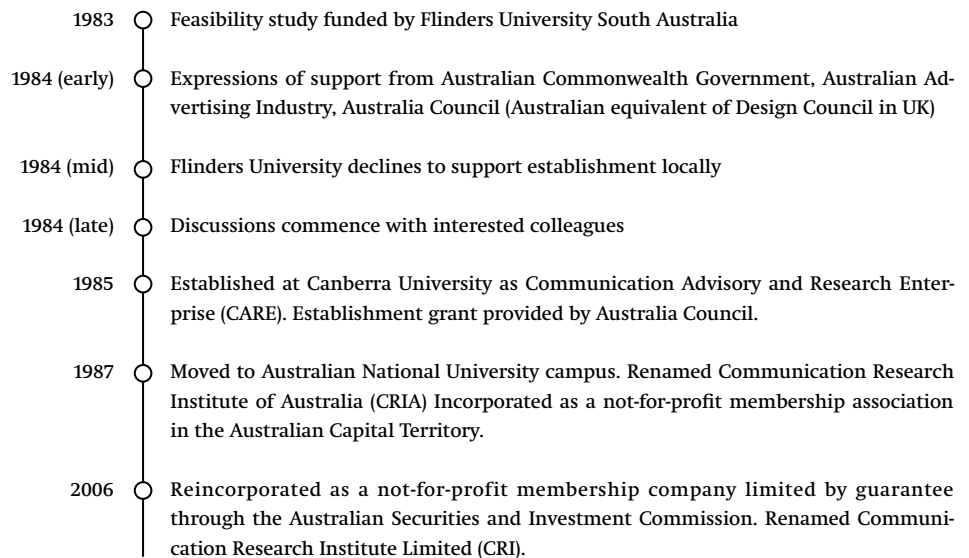 1983 Feasibility study funded by Flinders University South Australia
1984 (early) Expressions of support from Australian Commonwealth Government, Australian Ad-
vertising Industry, Australia Council (Australian equivalent of Design Council in UK)
1984 (mid) Flinders University declines to support establishment locally
1984 (late) Discussions commence with interested colleagues
1985 Established at Canberra University as Communication Advisory and Research Enter-
prise (CARE). Establishment grant provided by Australia Council.
1987 Moved to Australian National University campus. Renamed Communication Research
Institute of Australia (CRIA) Incorporated as a not-for-profit membership association
in the Australian Capital Territory.
2006 Reincorporated as a not-for-profit membership company limited by guarantee
through the Australian Securities and Investment Commission. Renamed Communi-
cation Research Institute Limited (CRI).